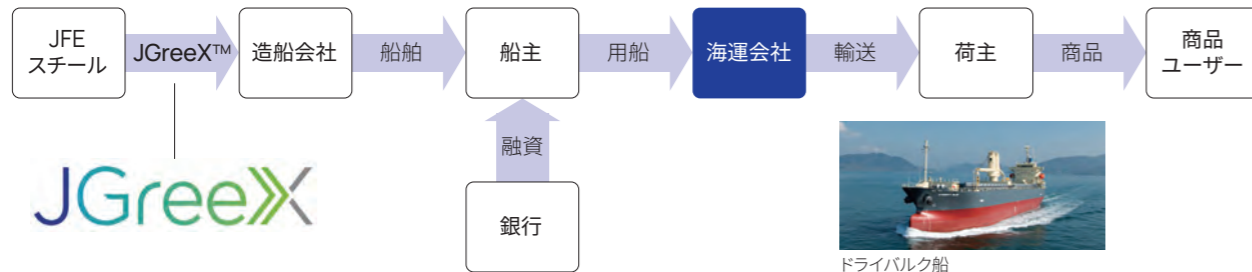 JFE
スチール
JGreeX™
造船会社
船舶
船主
用船
海運会社
輸送
荷主
商品
商品
ユーザー
融資
銀行
JGreeX
ドライバルク船